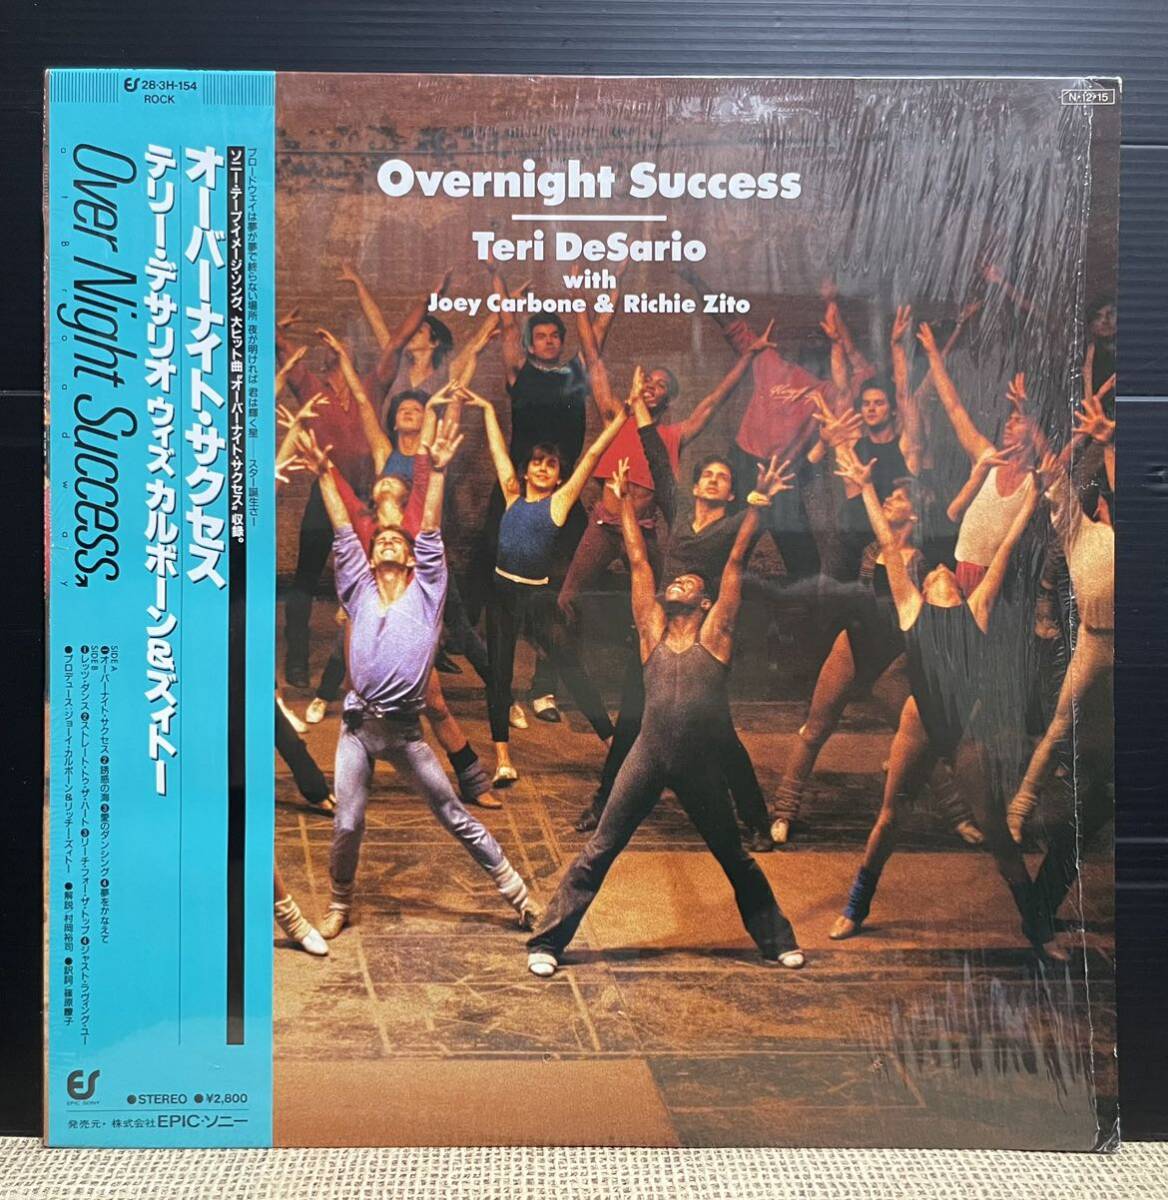 ES 28·3H-154
ROCK
ブロードウェイは夢が夢で終らない場所 夜が明ければ 君は輝く星——スター誕生さ！
ソニー・テープ・イメージ・ソング、大ヒット曲“オーバーナイト・サクセス”収録。
オーバーナイト・サクセス
テリー・デサリオ ウィズ カルボーン&ズィトー
Over Night Success
at Broadway
SIDE A
❶オーバーナイト・サクセス ❷誘惑の海 ❸愛のダンシング ❹夢をかなえて
SIDE B
❶レッツ・ダンス ❷ストレート・トゥ・ザ・ハート ❸リーチ・フォー・ザ・トップ ❹ジャスト・ラヴィング・ユー
●プロデュース:ジョーイ・カルボーン&リッチー・ズィトー ●解説:村岡裕司 ●訳詞:篠原
ES
EPIC·SONY
●STEREO ●¥2,800
発売元・株式会社EPIC・ソニー
N·12*15
Overnight Success
Teri DeSario
with
Joey Carbone & Richie Zito